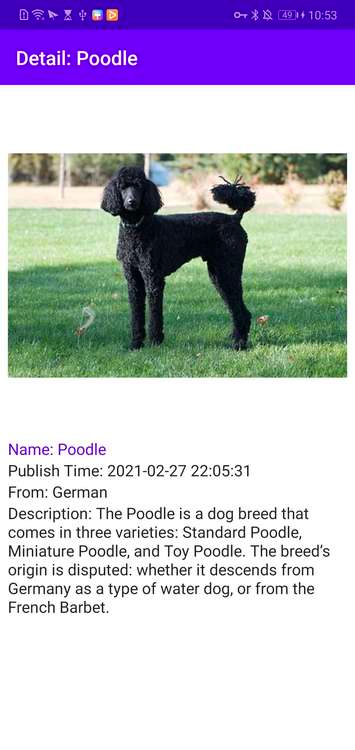 49
10:53
Detail: Poodle
Name: Poodle
Publish Time: 2021-02-27 22:05:31
From: German
Description: The Poodle is a dog breed that
comes in three varieties: Standard Poodle,
Miniature Poodle, and Toy Poodle. The breed's
origin is disputed: whether it descends from
Germany as a type of water dog, or from the
French Barbet.